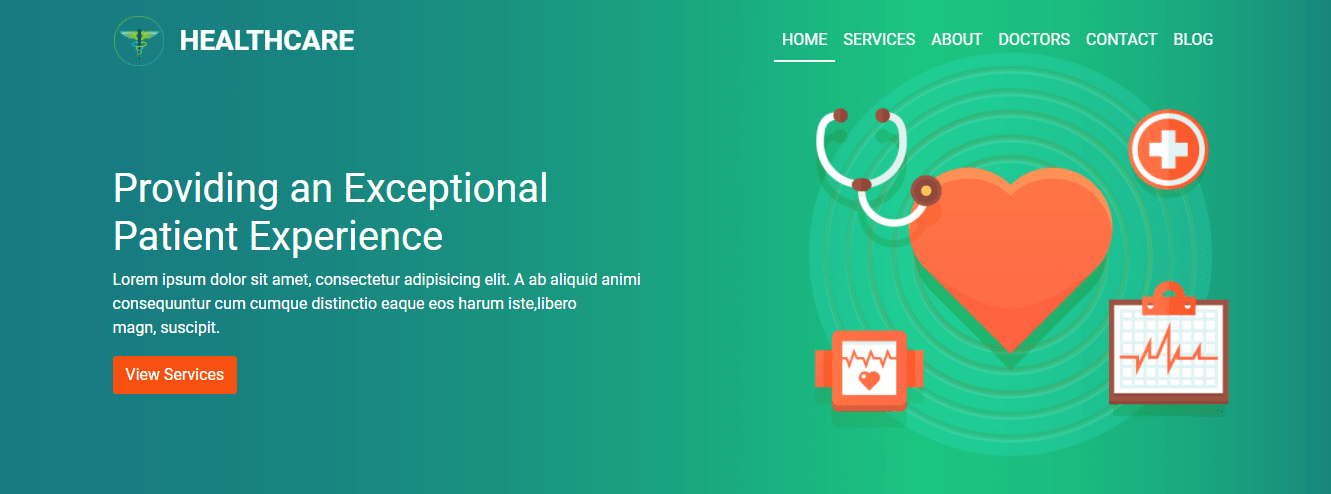 HEALTHCARE
HOME SERVICES ABOUT DOCTORS CONTACT BLOG
Providing an Exceptional
Patient Experience
Lorem ipsum dolor sit amet, consectetur adipisicing elit. A ab aliquid animi
consequuntur cum cumque distinctio eaque eos harum iste,libero
magn, suscipit.
View Services